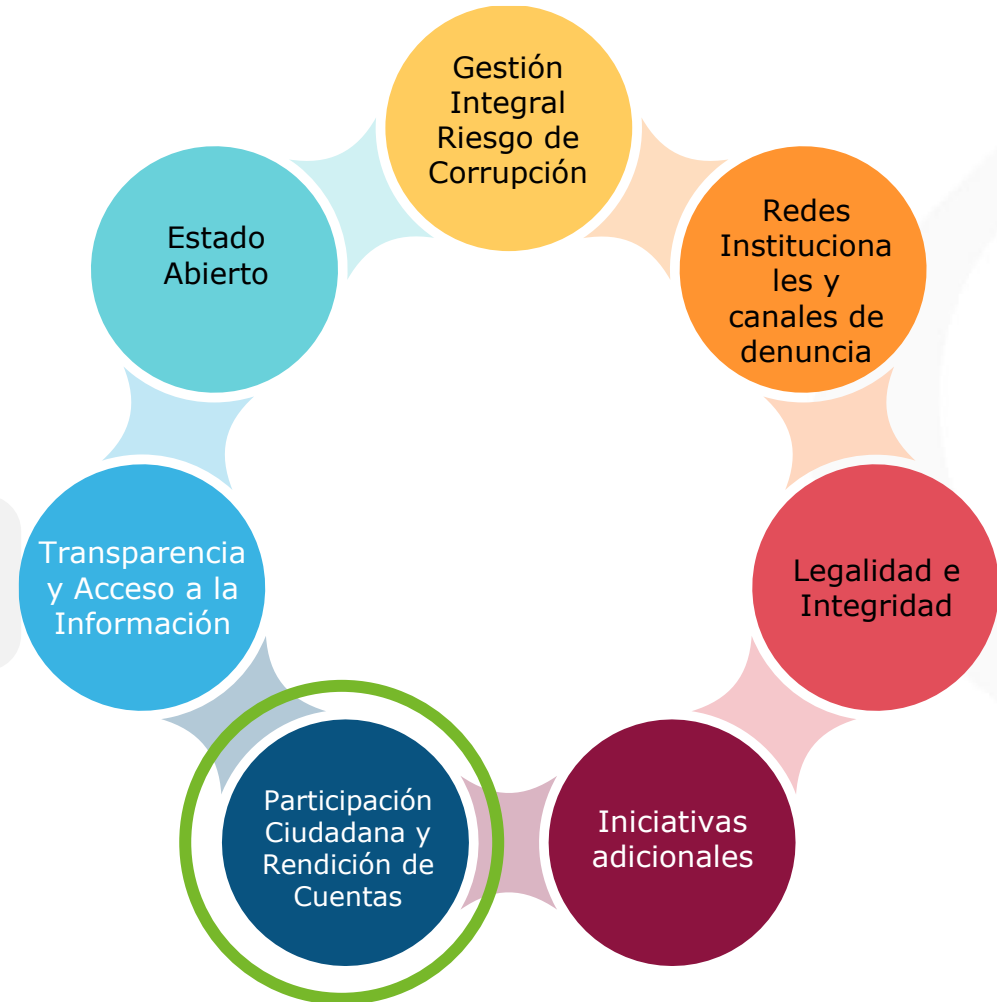 Gestión
Integral
Riesgo de
Corrupción
Redes
Instituciona
les y
canales de
denuncia
Legalidad e
Integridad
Iniciativas
adicionales
Participación
Ciudadana y
Rendición de
Cuentas
Transparencia
y Acceso a la
Información
Estado
Abierto